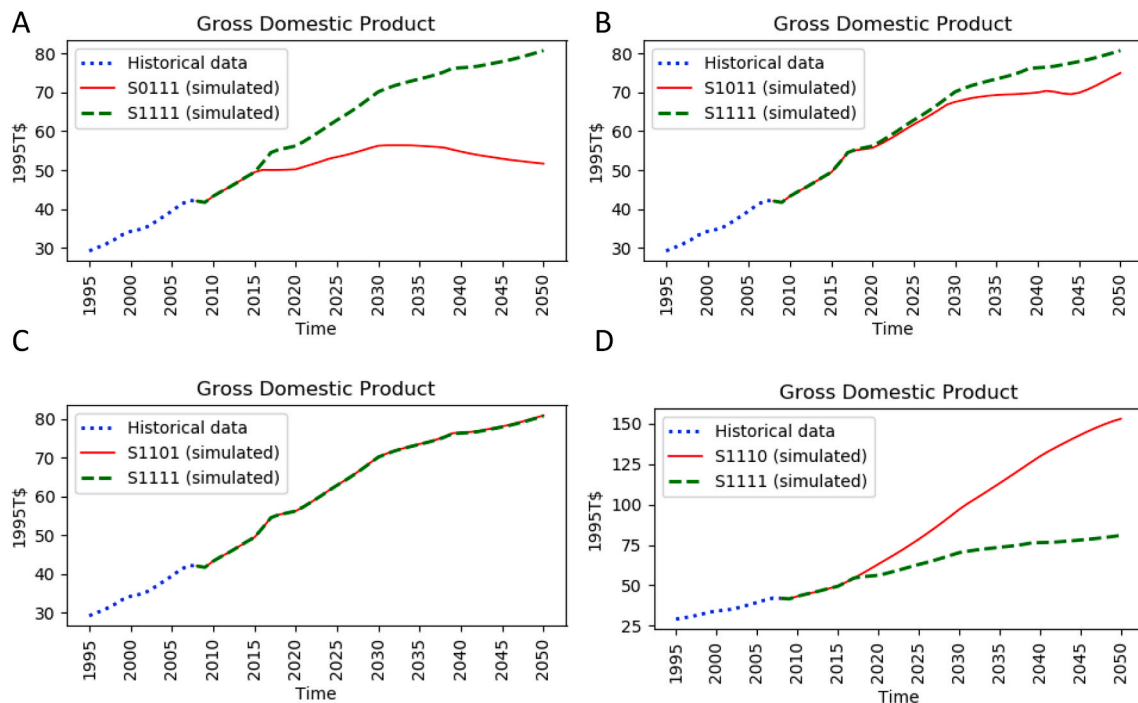 A
Gross Domestic Product
Historical data
S0111 (simulated)
S1111 (simulated)
1995T$
80
70
60
50
40
30
1995
2000
2005
2010
2015
2020
2025
2030
2035
2040
2045
2050
Time
B
Gross Domestic Product
Historical data
S1011 (simulated)
S1111 (simulated)
1995T$
80
70
60
50
40
30
1995
2000
2005
2010
2015
2020
2025
2030
2035
2040
2045
2050
Time
C
Gross Domestic Product
Historical data
S1101 (simulated)
S1111 (simulated)
1995T$
80
70
60
50
40
30
1995
2000
2005
2010
2015
2020
2025
2030
2035
2040
2045
2050
Time
D
Gross Domestic Product
Historical data
S1110 (simulated)
S1111 (simulated)
1995T$
150
125
100
75
50
25
1995
2000
2005
2010
2015
2020
2025
2030
2035
2040
2045
2050
Time